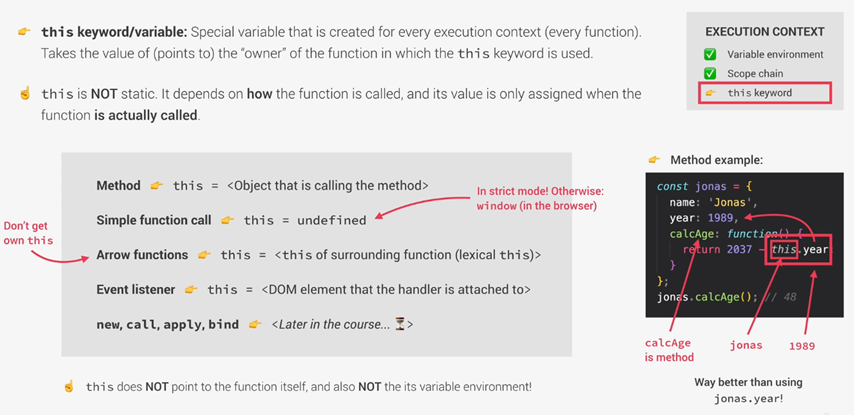 👉 this keyword/variable: Special variable that is created for every execution context (every function).
Takes the value of (points to) the “owner” of the function in which the this keyword is used.
☝️ this is NOT static. It depends on how the function is called, and its value is only assigned when the
function is actually called.
EXECUTION CONTEXT
✅ Variable environment
✅ Scope chain
👉 this keyword
Method 👉 this = <Object that is calling the method>
Simple function call 👉 this = undefined
In strict mode! Otherwise:
window (in the browser)
Don’t get
own this
Arrow functions 👉 this = <this of surrounding function (lexical this)>
Event listener 👉 this = <DOM element that the handler is attached to>
new, call, apply, bind 👉 <Later in the course... ⏳>
☝️ this does NOT point to the function itself, and also NOT the its variable environment!
👉 Method example:
const jonas = {
name: 'Jonas',
year: 1989,
calcAge: function() {
return 2037 - this.year
}
};
jonas.calcAge(); // 48
calcAge
is method
jonas
1989
Way better than using
jonas.year!